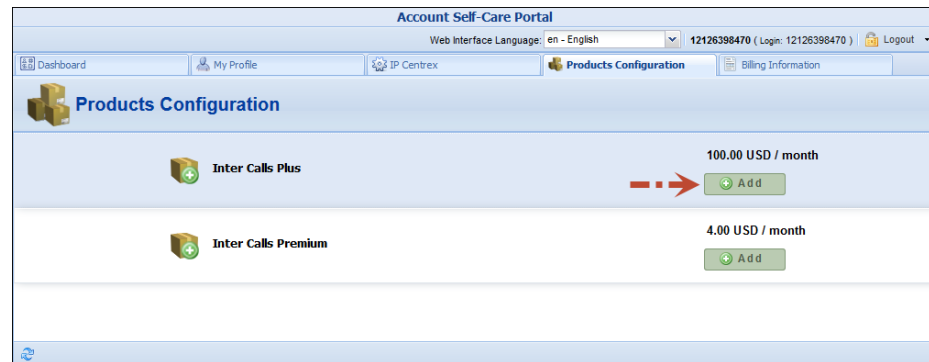 Account Self-Care Portal
Web Interface Language: en - English 12126398470 ( Login: 12126398470 ) Logout
Dashboard My Profile IP Centrex Products Configuration Billing Information
Products Configuration
100.00 USD / month
Inter Calls Plus
Add
4.00 USD / month
Inter Calls Premium
Add